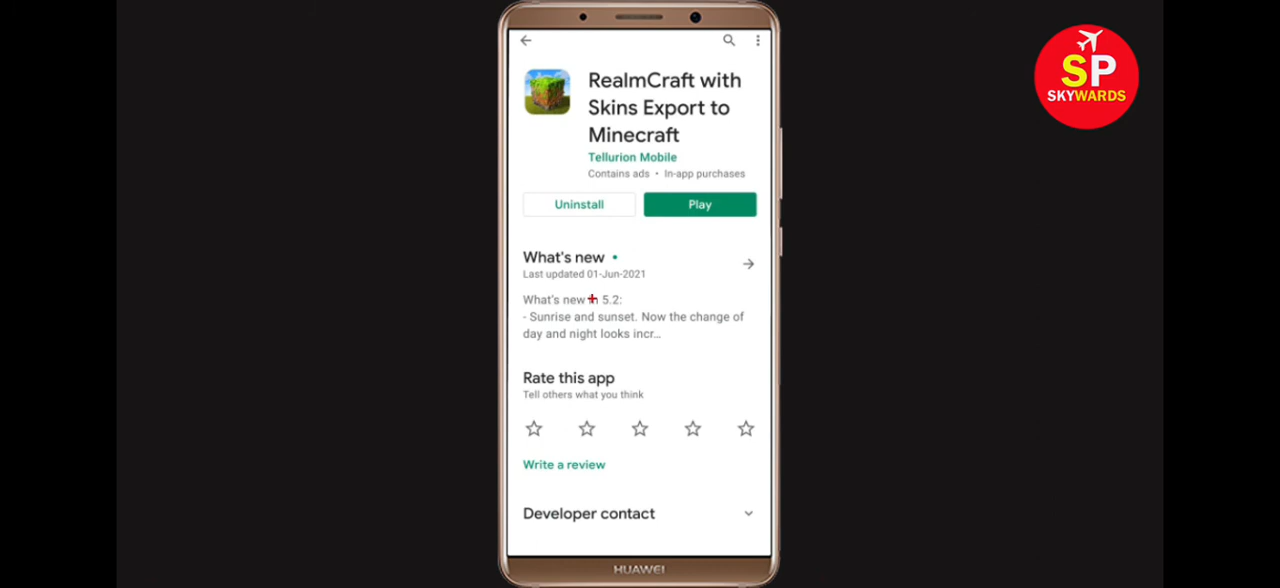 SP
SKYWARDS
RealmCraft with
Skins Export to
Minecraft
Tellurion Mobile
Contains ads • In-app purchases
Uninstall
Play
What's new •
Last updated 01-Jun-2021
What's new in 5.2:
- Sunrise and sunset. Now the change of
day and night looks incr...
Rate this app
Tell others what you think
Write a review
Developer contact
HUAWEI